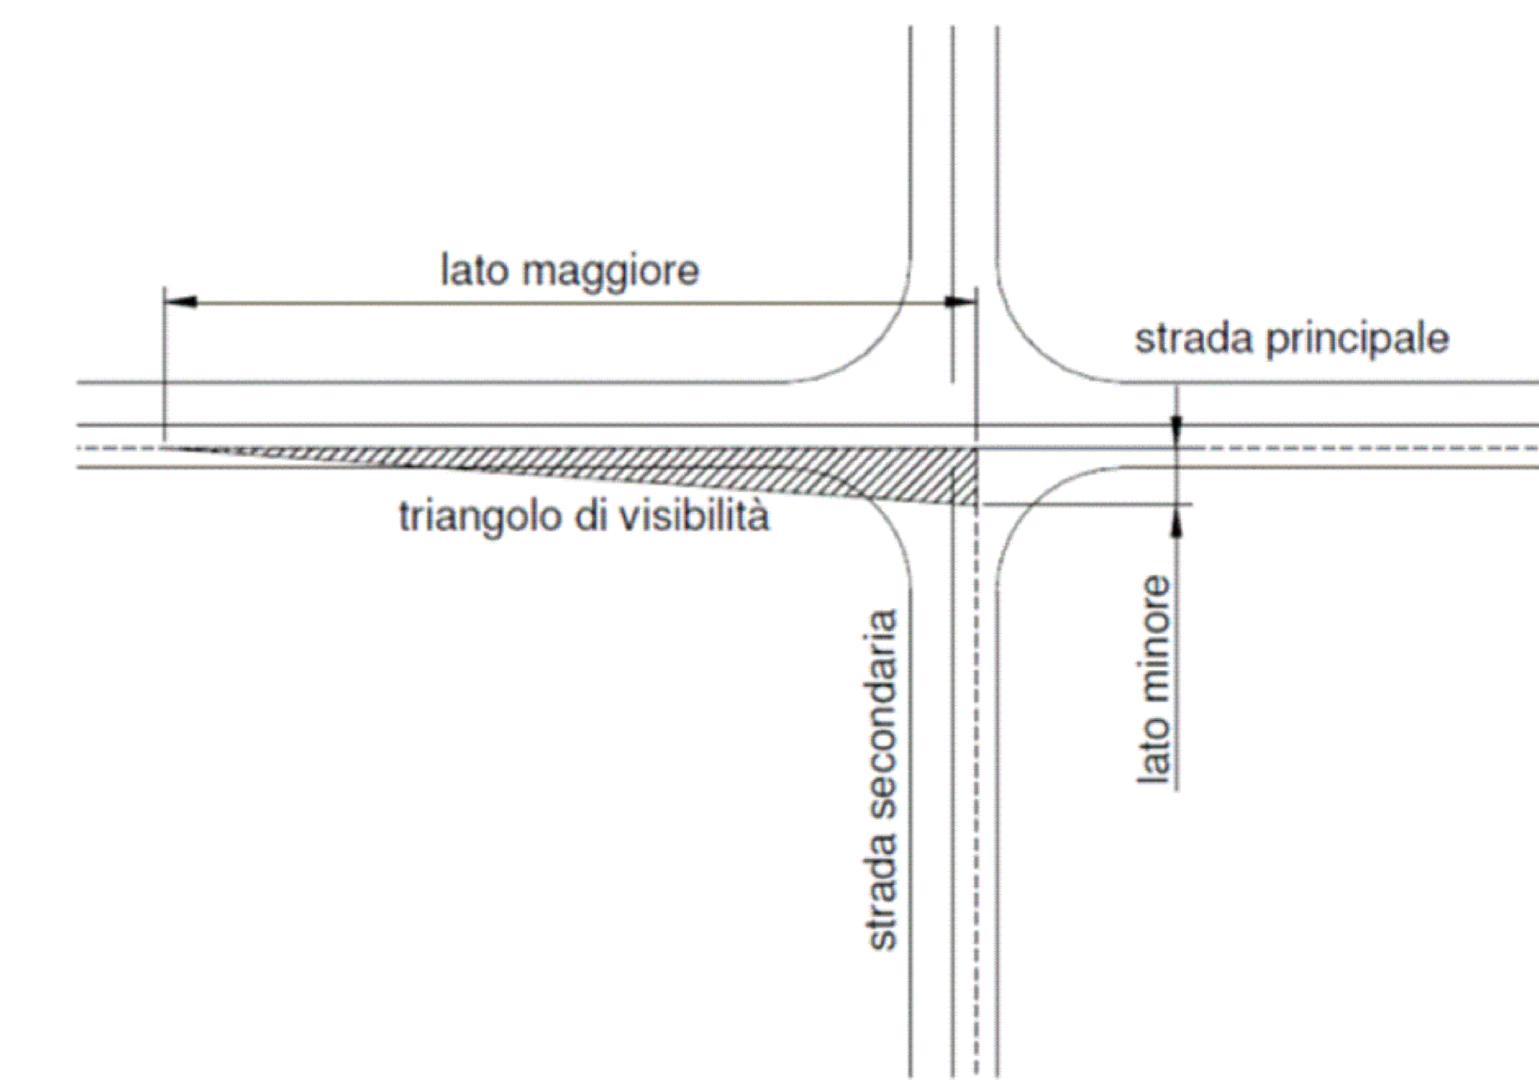 lato maggiore
strada principale
triangolo di visibilità
strada secondaria
lato minore